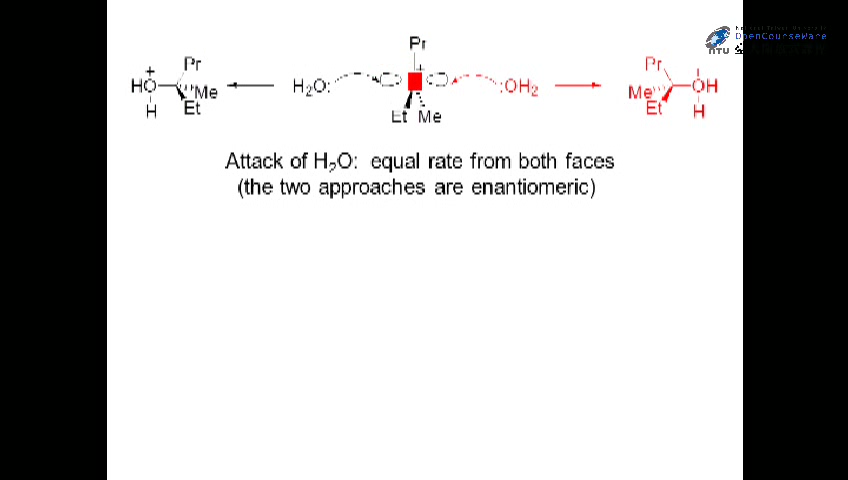 Pr
HO–
+
H
Pr
Me
Et
H₂O:
+
Et Me
:OH₂
Pr
Me
Et
OH
H
Attack of H₂O: equal rate from both faces
(the two approaches are enantiomeric)
NTU
OpenCourseWare